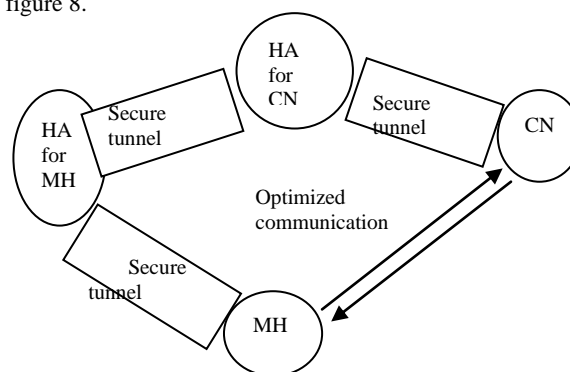 figure 8.
HA
for
CN
Secure
tunnel
Secure
tunnel
CN
HA
for
MH
Optimized
communication
Secure
tunnel
MH